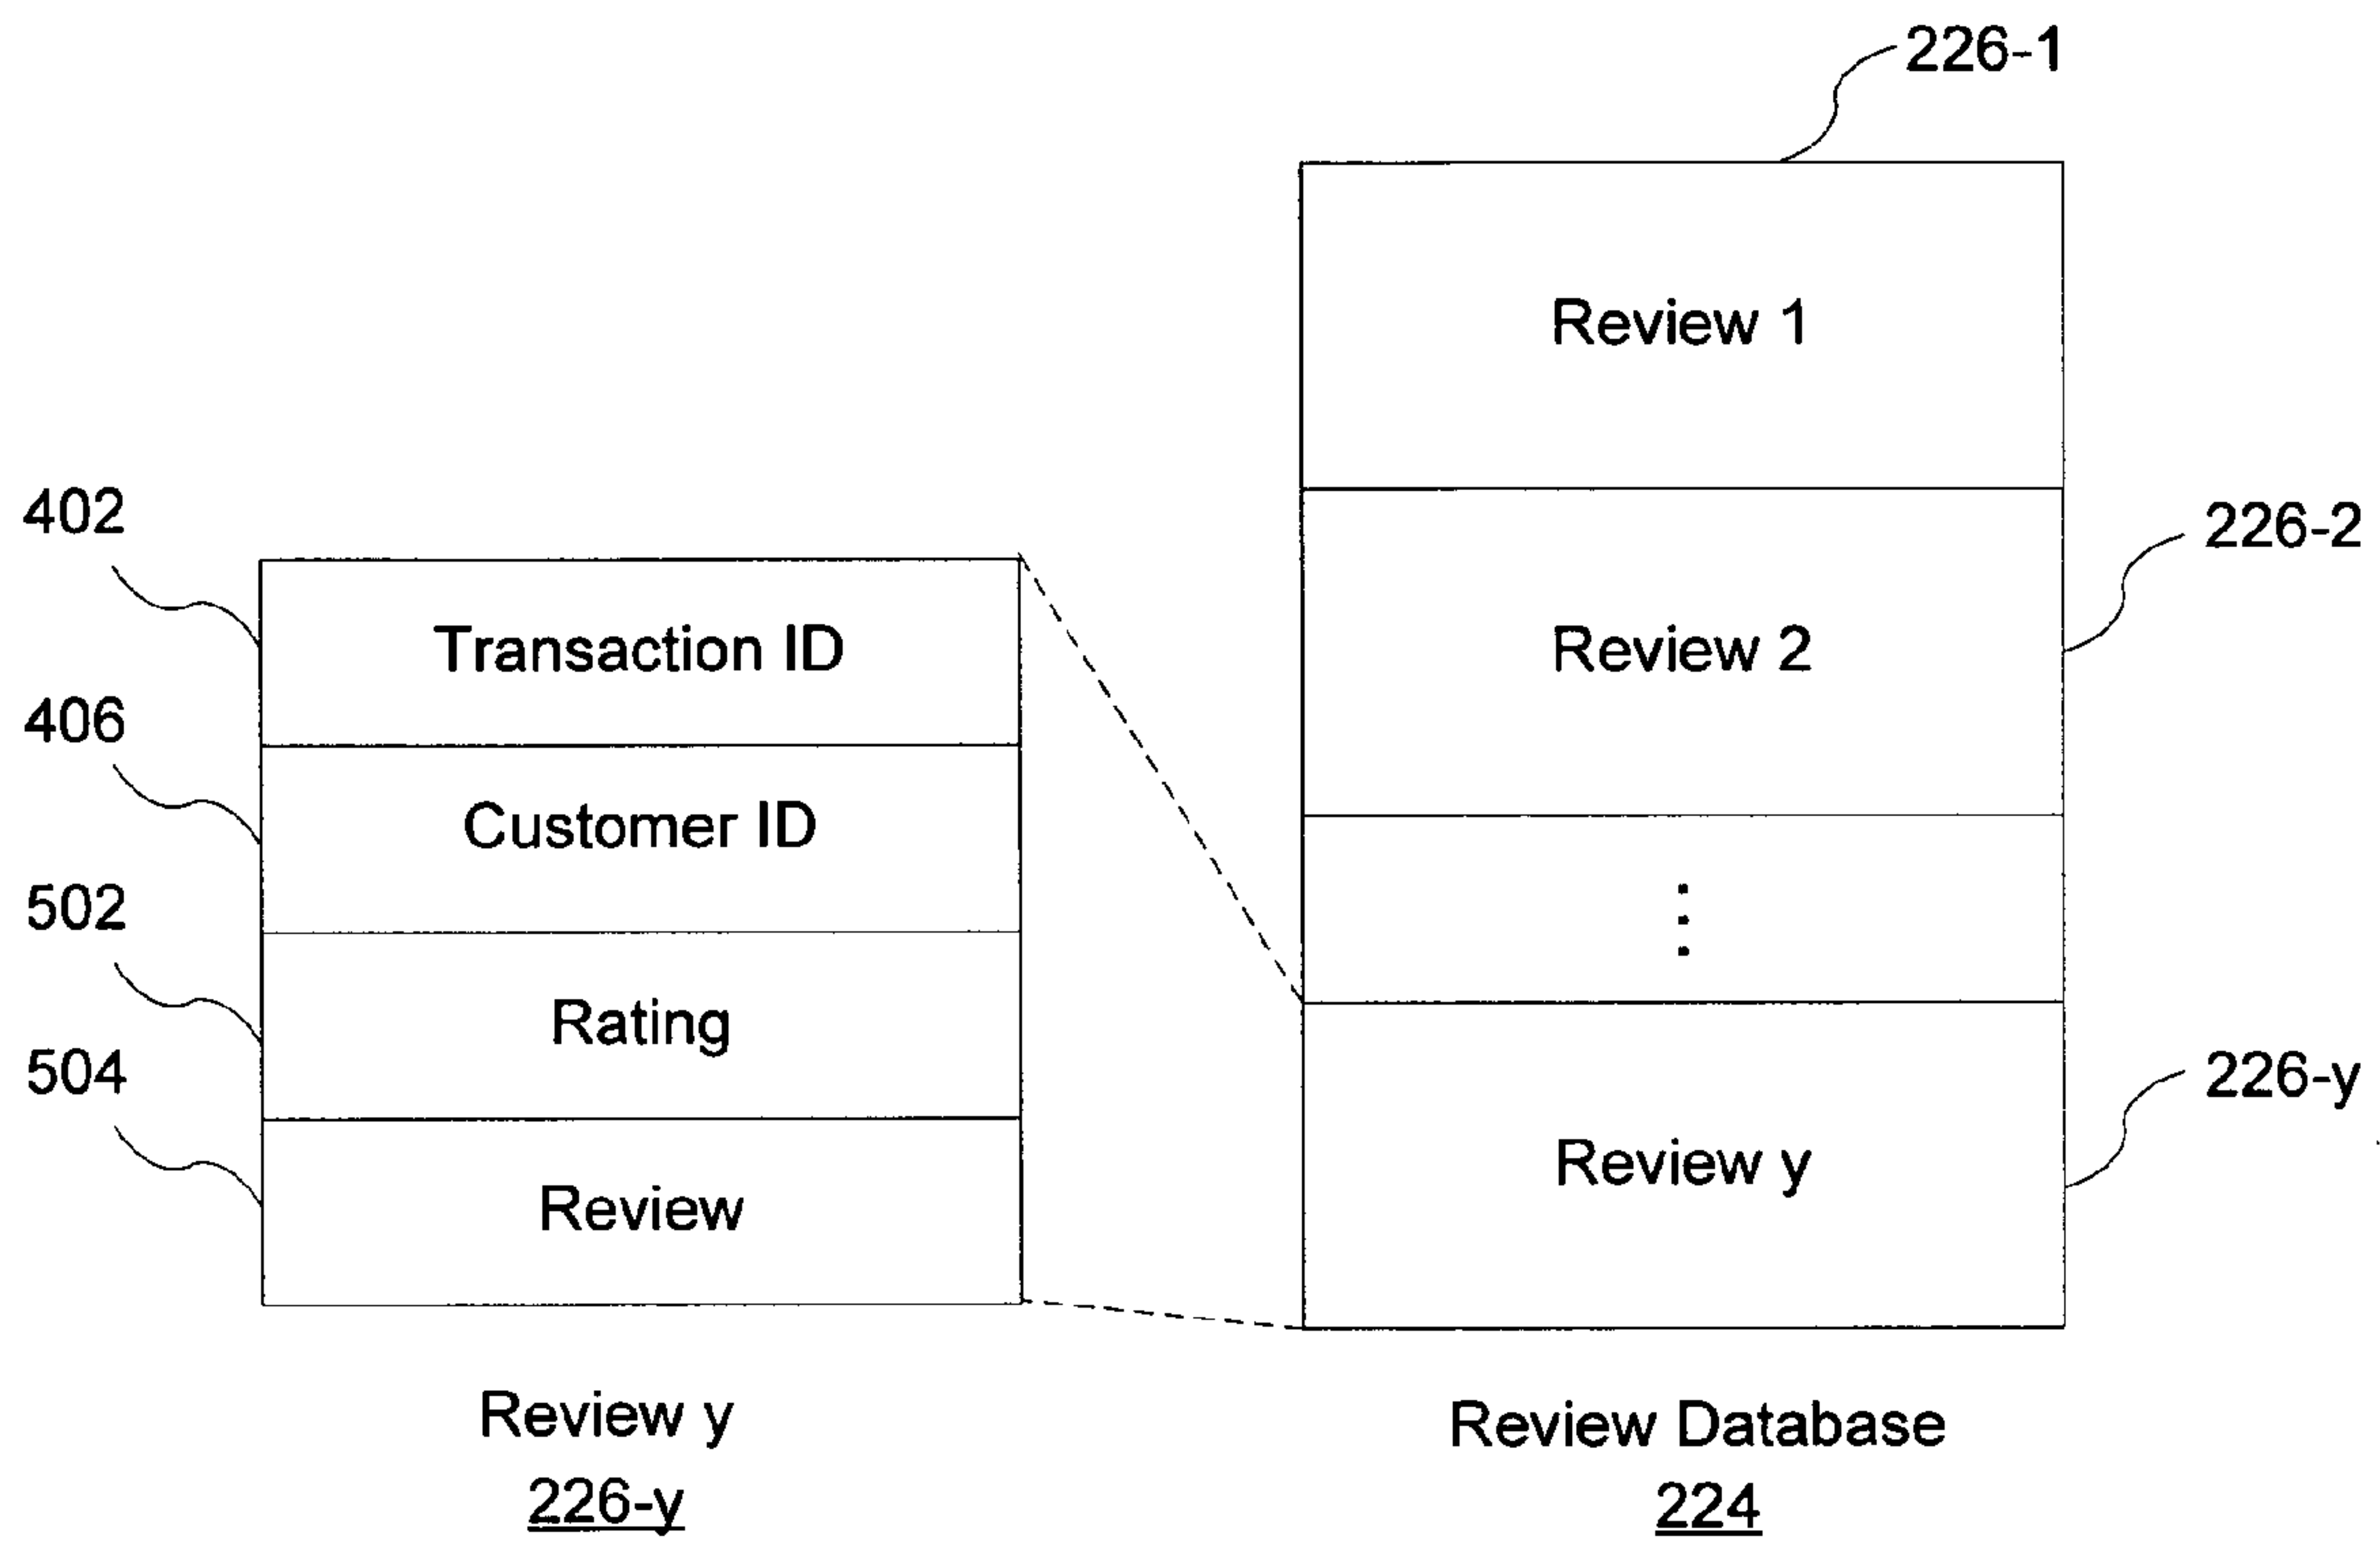 226-1
Review 1
402
226-2
Transaction ID
Review 2
406
Customer ID
502
Rating
504
226-y
Review y
Review
Review y
Review Database
226-y
224